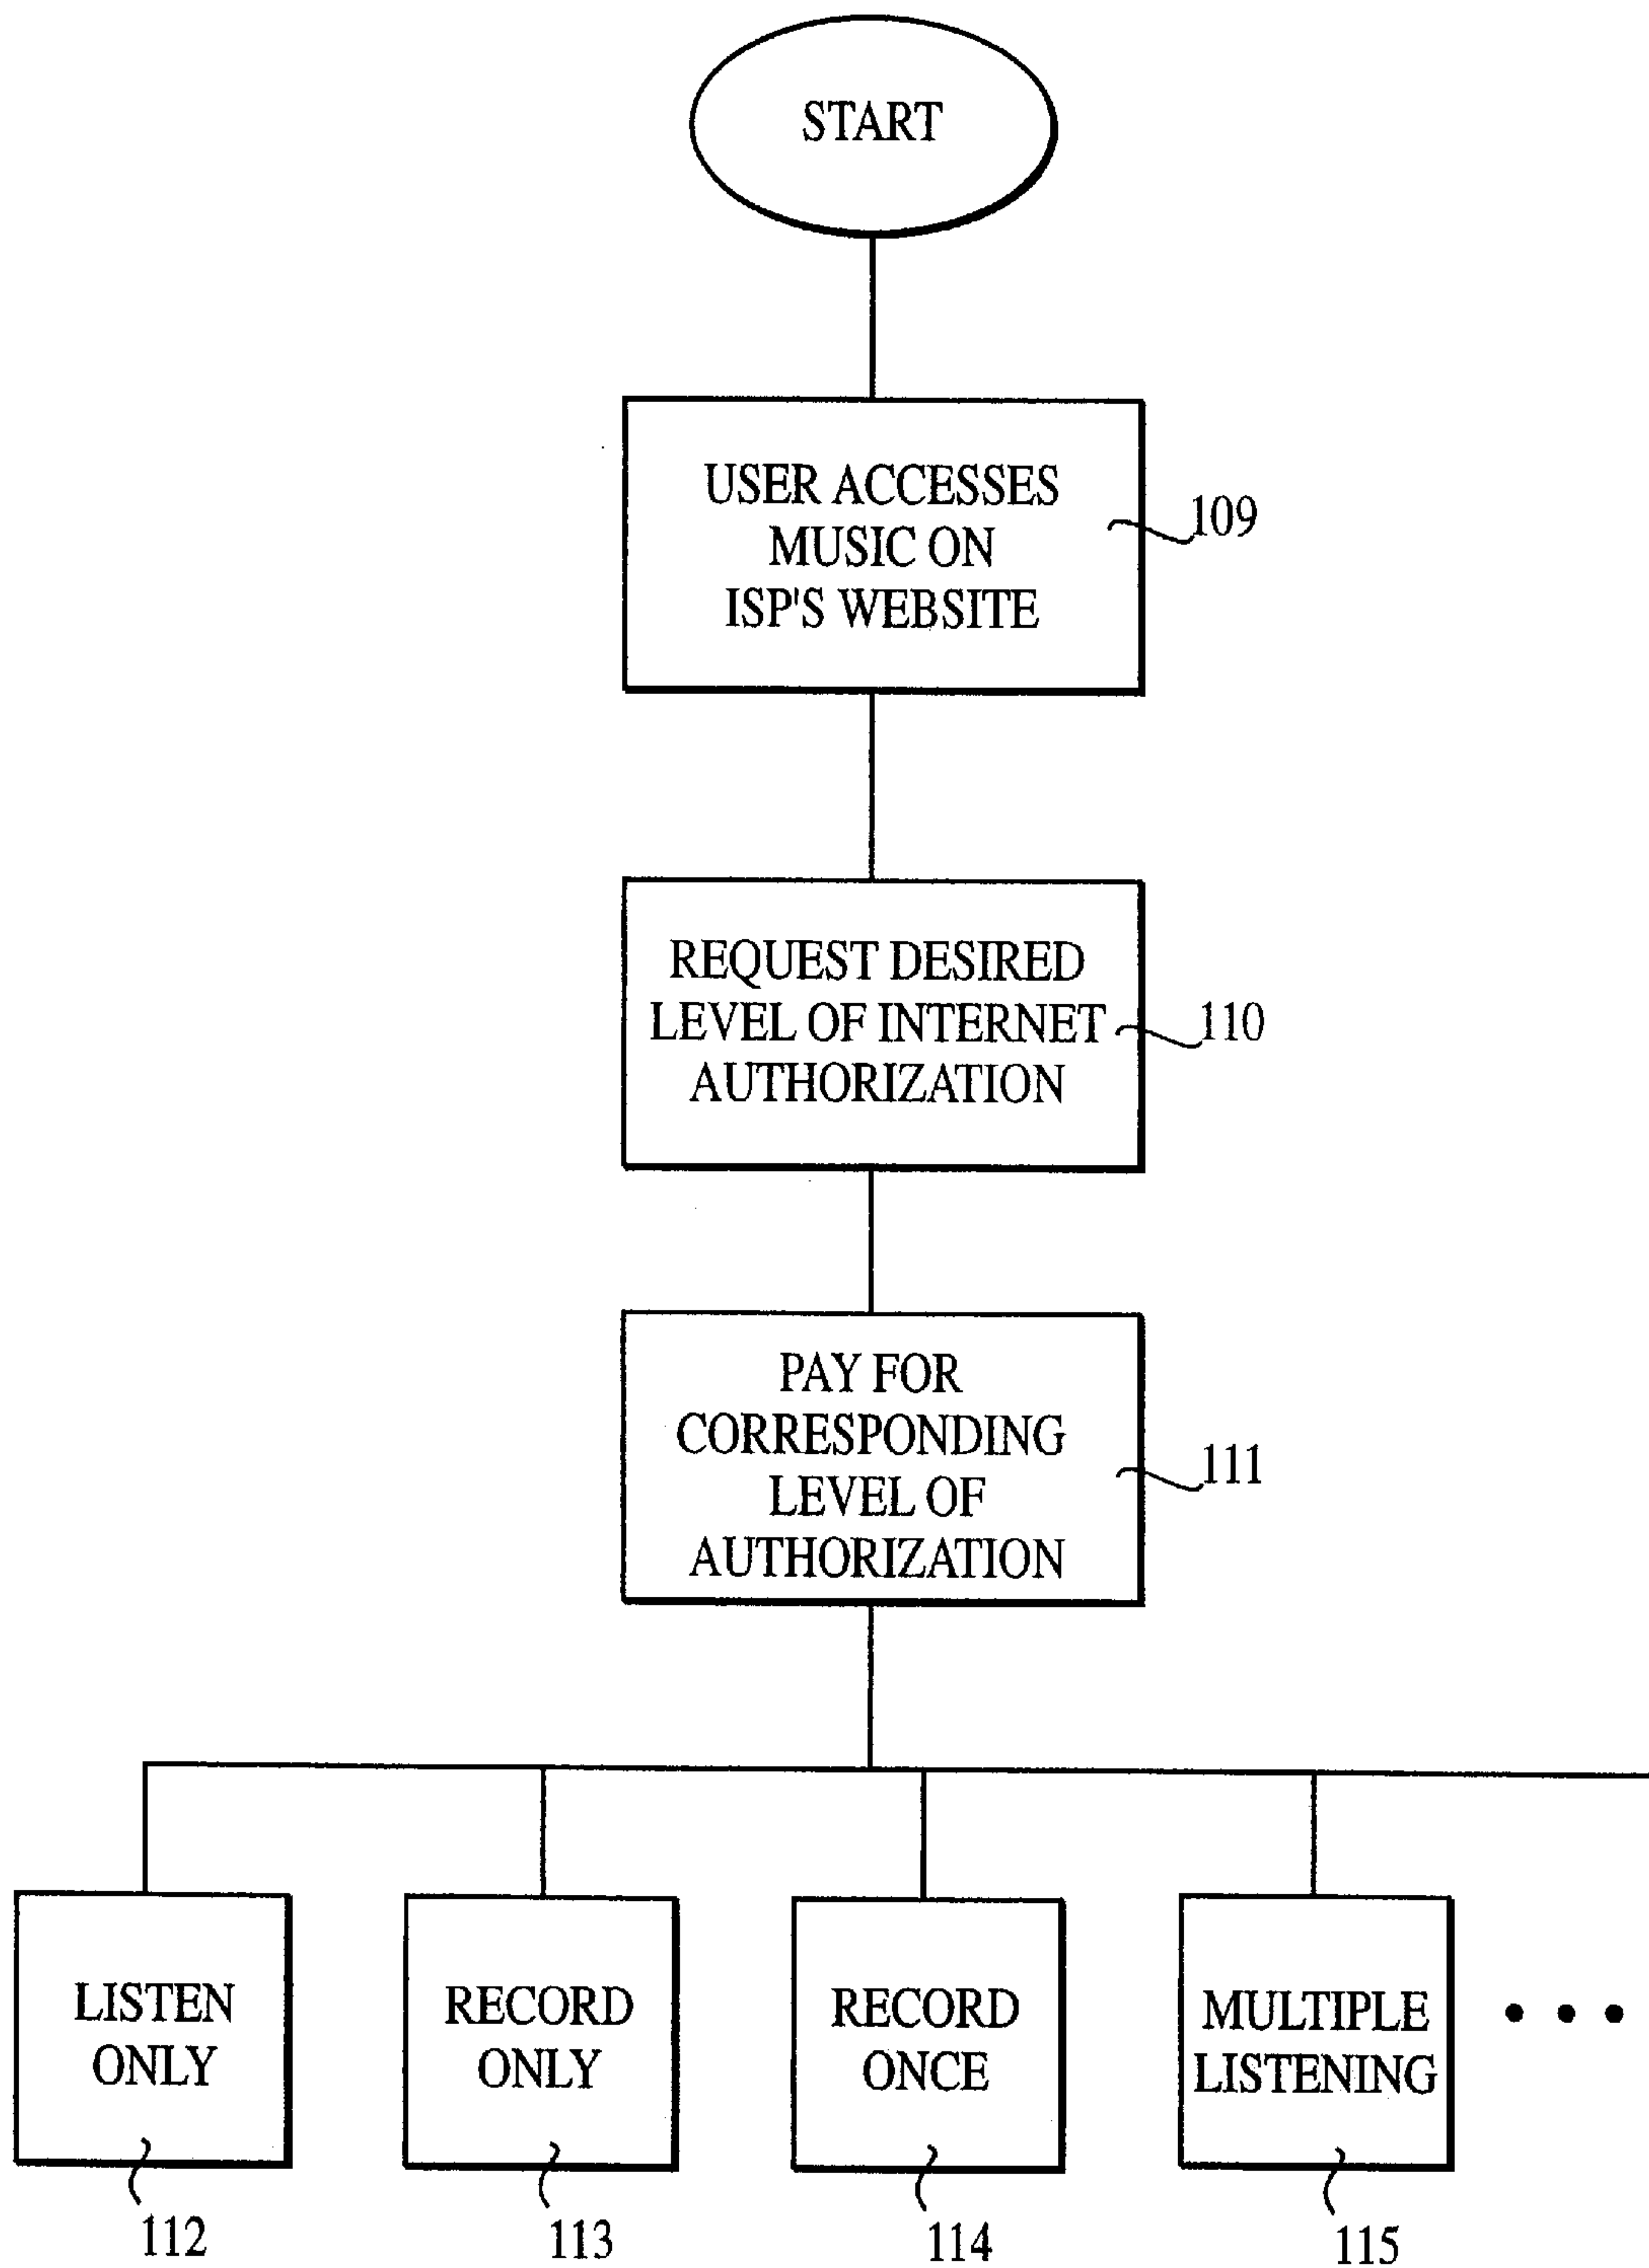 START
USER ACCESSES
MUSIC ON
ISP'S WEBSITE
109
REQUEST DESIRED
LEVEL OF INTERNET
AUTHORIZATION
110
PAY FOR
CORRESPONDING
LEVEL OF
AUTHORIZATION
111
LISTEN
ONLY
112
RECORD
ONLY
113
RECORD
ONCE
114
MULTIPLE
LISTENING
115
• • •